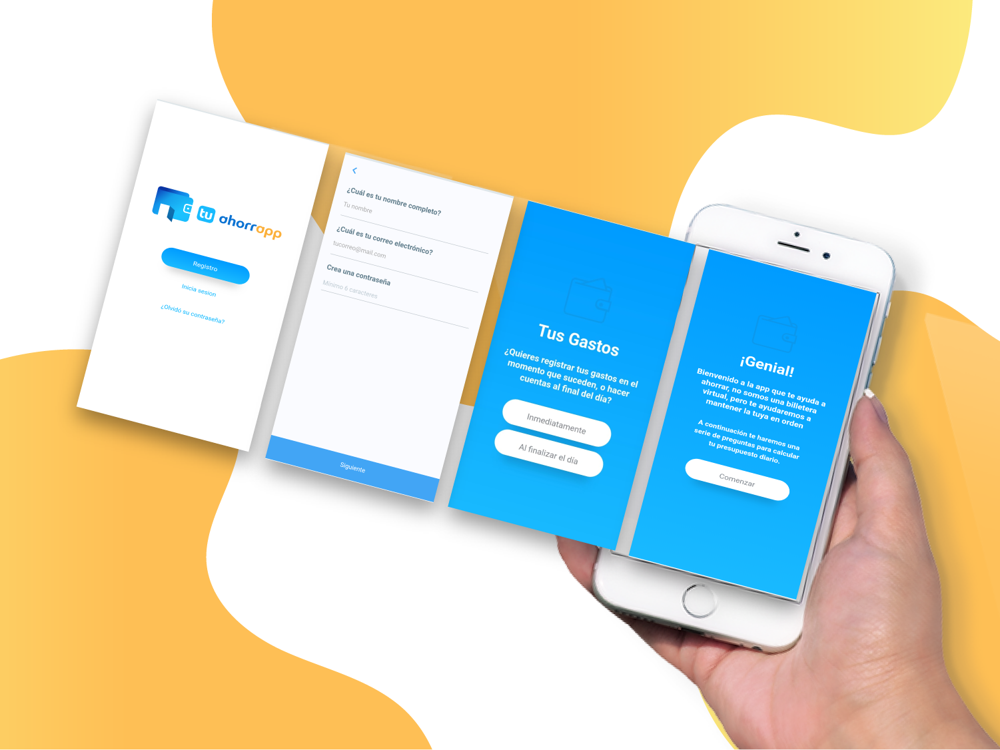 tu ahorrapp
Registro
Inicia sesion
¿Olvidó su contraseña?
¿Cuál es tu nombre completo?
Tu nombre
¿Cuál es tu correo electrónico?
tucorreo@mail.com
Crea una contraseña
Minimo 6 caracteres
Siguiente
Tus Gastos
¿Quieres registrar tus gastos en el
momento que suceden, o hacer
cuentas al final del día?
Inmediatamente
Al finalizar el día
¡Genial!
Bienvenido a la app que te ayuda a
ahorrar, no somos una billetera
virtual, pero te ayudaremos a
mantener la tuya en orden
A continuación te haremos una
serie de preguntas para calcular
tu presupuesto diario.
Comenzar